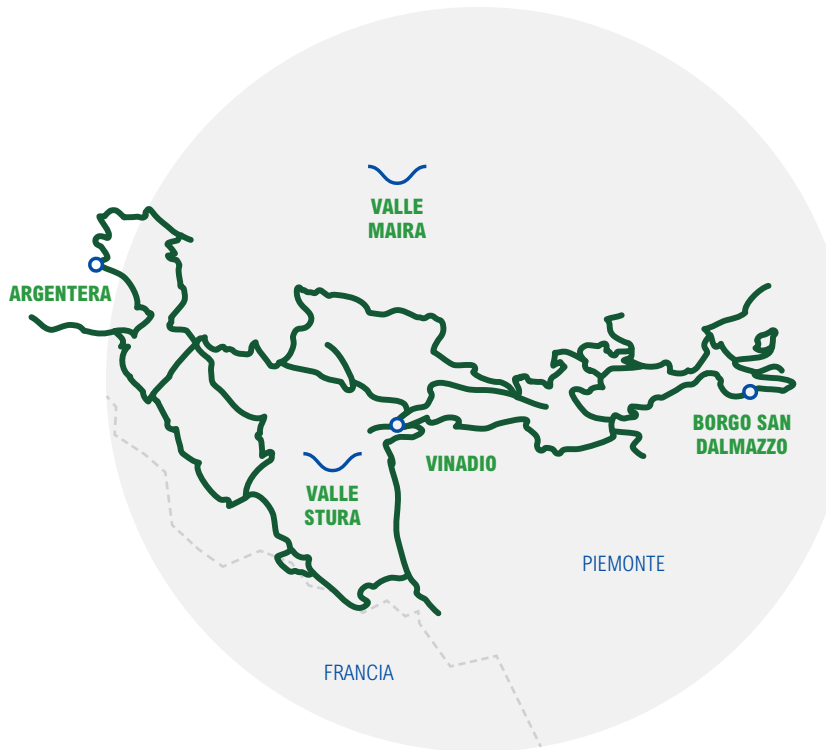 VALLE
MAIRA
ARGENTERA
BORGO SAN
DALMAZZO
VINADIO
VALLE
STURA
PIEMONTE
FRANCIA